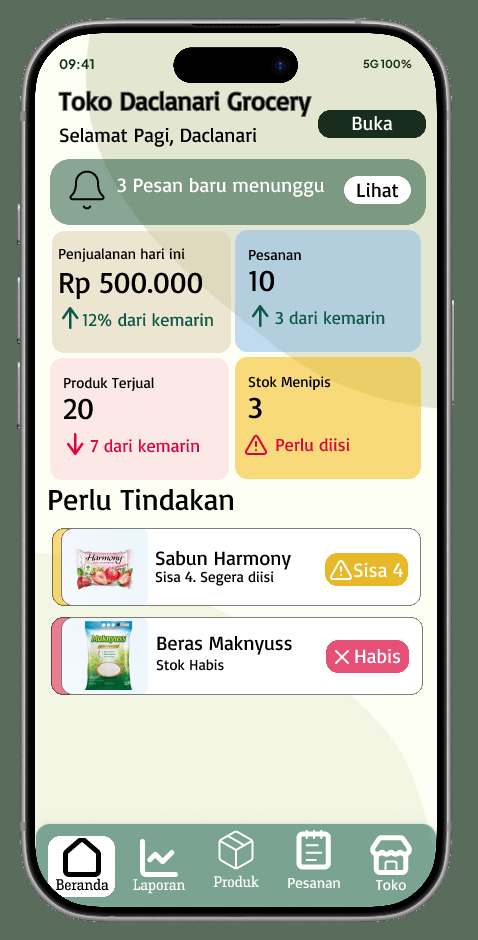 09:41
5G 100%
Toko Daclanari Grocery
Selamat Pagi, Daclanari
Buka
3 Pesan baru menunggu
Lihat
Penjualanan hari ini
Rp 500.000
12% dari kemarin
Pesanan
10
3 dari kemarin
Produk Terjual
20
7 dari kemarin
Stok Menipis
3
Perlu diisi
Perlu Tindakan
Harmony
Sabun Harmony
Sisa 4. Segera diisi
Sisa 4
Maknyuss
Beras Maknyuss
Stok Habis
Habis
Beranda
Laporan
Produk
Pesanan
Toko